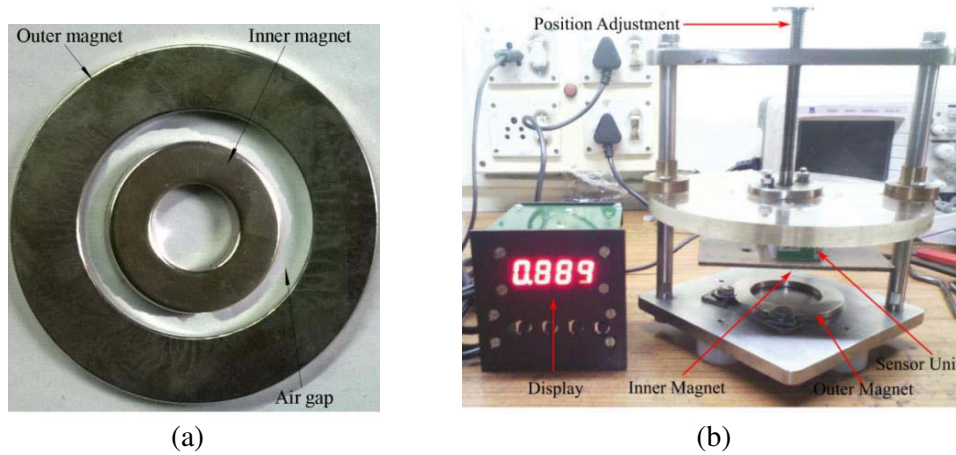 Outer magnet
Inner magnet
Air gap
(a)
Position Adjustment
0.889
Display
Inner Magnet
Outer Magnet
Sensor Uni
(b)